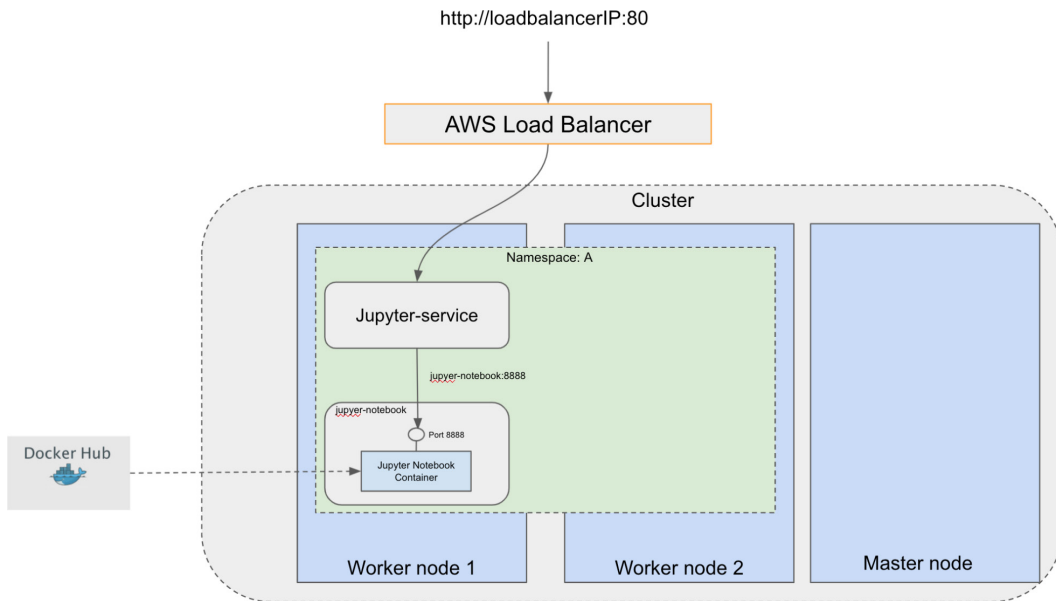 http://loadbalancerIP:80
AWS Load Balancer
Cluster
Namespace: A
Jupyter-service
jupyer-notebook:8888
jupyer-notebook
Port 8888
Docker Hub
Jupyter Notebook
Container
Worker node 1
Worker node 2
Master node